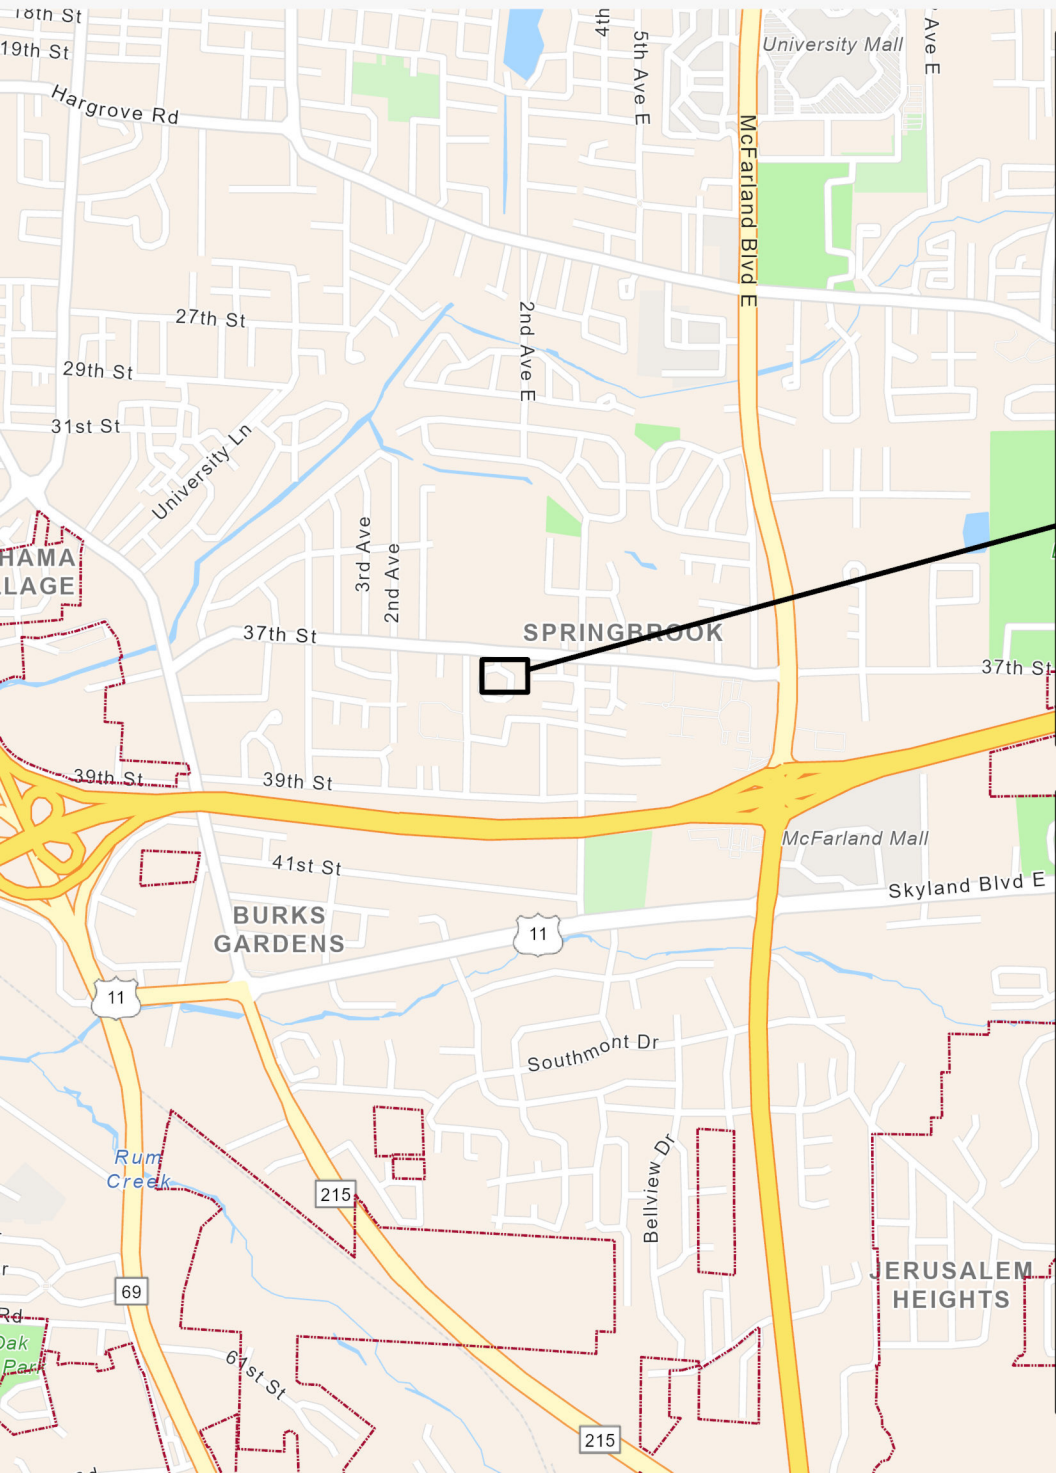 18th St
19th St
Hargrove Rd
4th
5th Ave E
McFarland Blvd E
University Mall
Ave E
27th St
2nd Ave E
29th St
31st St
University Ln
3rd Ave
2nd Ave
HAMA
LLAGE
37th St
SPRINGBROOK
37th St
39th St
39th St
McFarland Mall
41st St
Skyland Blvd E
BURKS
GARDENS
11
11
Southmont Dr
Bellview Dr
Rum
Creek
215
69
JERUSALEM
HEIGHTS
r
Rd
Oak
Park
61st St
215